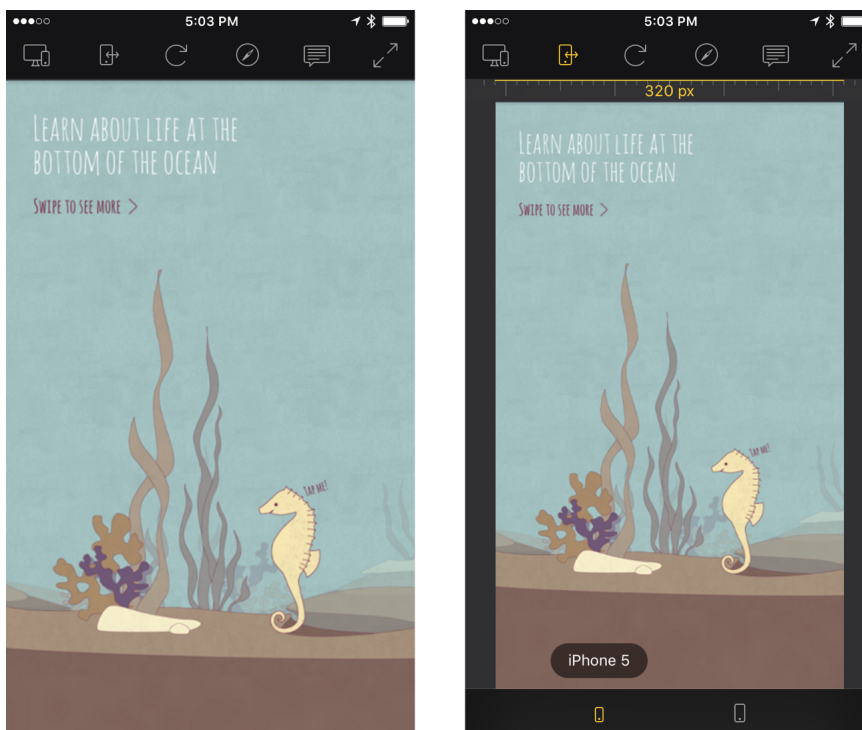 5:03 PM
LEARN ABOUT LIFE AT THE
BOTTOM OF THE OCEAN
SWIPE TO SEE MORE >
TAP ME!
5:03 PM
320 px
LEARN ABOUT LIFE AT THE
BOTTOM OF THE OCEAN
SWIPE TO SEE MORE >
TAP ME!
iPhone 5